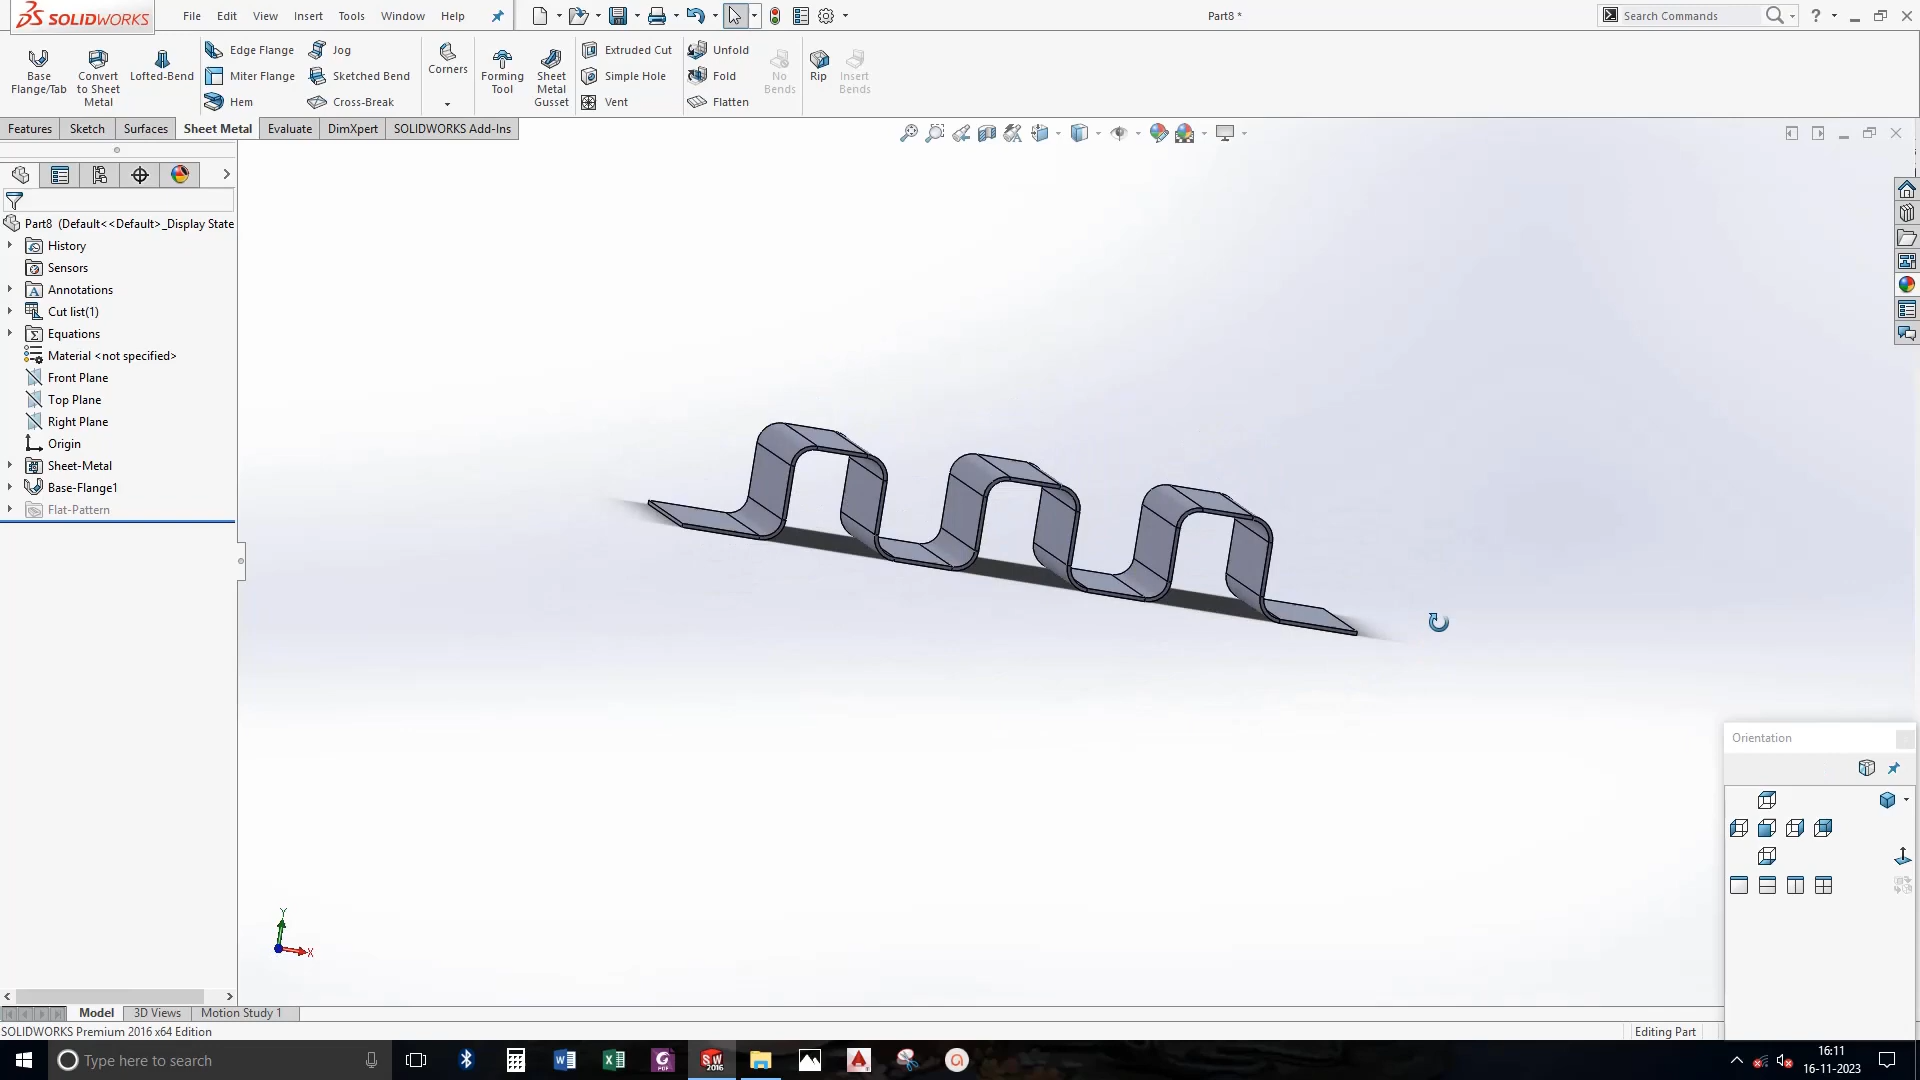 SOLIDWORKS File Edit View Insert Tools Window Help Part8 * Search Commands ?
Base Flange/Tab
Convert to Sheet Metal
Lofted-Bend
Edge Flange
Miter Flange
Hem
Jog
Sketched Bend
Cross-Break
Corners
Forming Tool
Sheet Metal Gusset
Extruded Cut
Simple Hole
Vent
Unfold
Fold
Flatten
No Bends
Rip
Insert Bends
Features Sketch Surfaces Sheet Metal Evaluate DimXpert SOLIDWORKS Add-Ins
Part8 (Default<<Default>_Display State
History
Sensors
Annotations
Cut list(1)
Equations
Material <not specified>
Front Plane
Top Plane
Right Plane
Origin
Sheet-Metal
Base-Flange1
Flat-Pattern
Orientation
Y
X
Model 3D Views Motion Study 1
SOLIDWORKS Premium 2016 x64 Edition Editing Part
Type here to search
16:11
16-11-2023